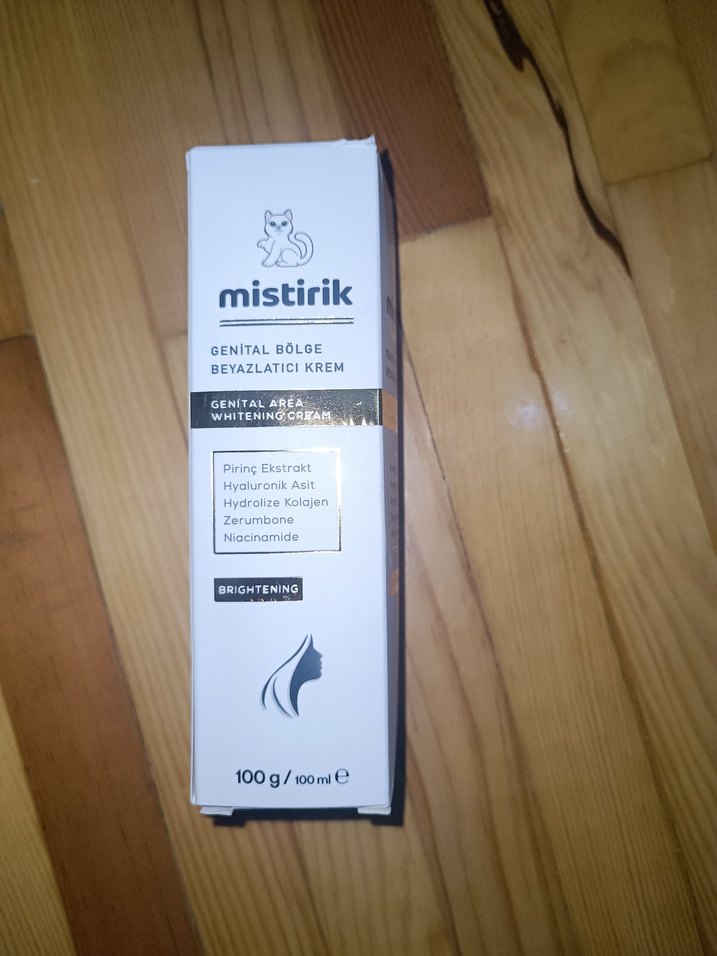 mistirik
GENİTAL BÖLGE
BEYAZLATICI KREM
GENİTAL AREA
WHITENING CREAM
Pirinç Ekstrakt
Hyaluronik Asit
Hydrolize Kolajen
Zerumbone
Niacinamide
BRIGHTENING
100 g / 100 ml ℮